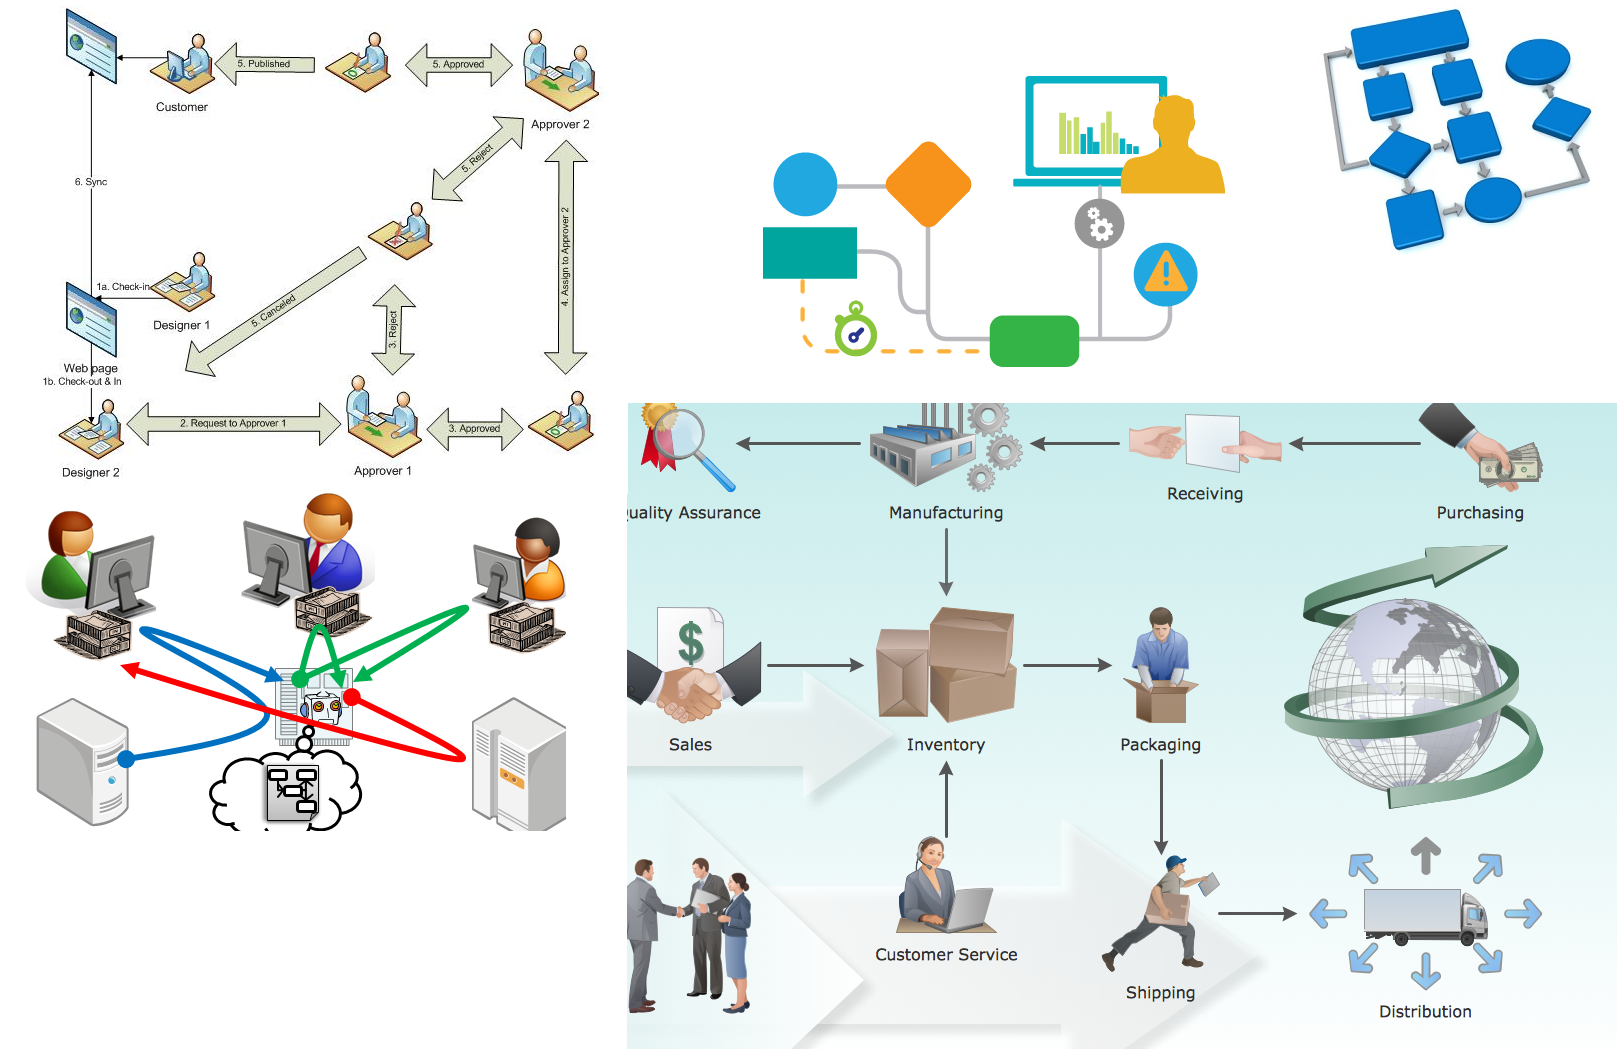 5. Published
5. Approved
Customer
Approver 2
5. Reject
6. Sync
4. Assign to Approver 2
1a. Check-in
Designer 1
5. Canceled
3. Reject
Web page
1b. Check-out & In
2. Request to Approver 1
3. Approved
Designer 2
Approver 1
uality Assurance
Manufacturing
Receiving
Purchasing
$
Sales
Inventory
Packaging
Customer Service
Shipping
Distribution